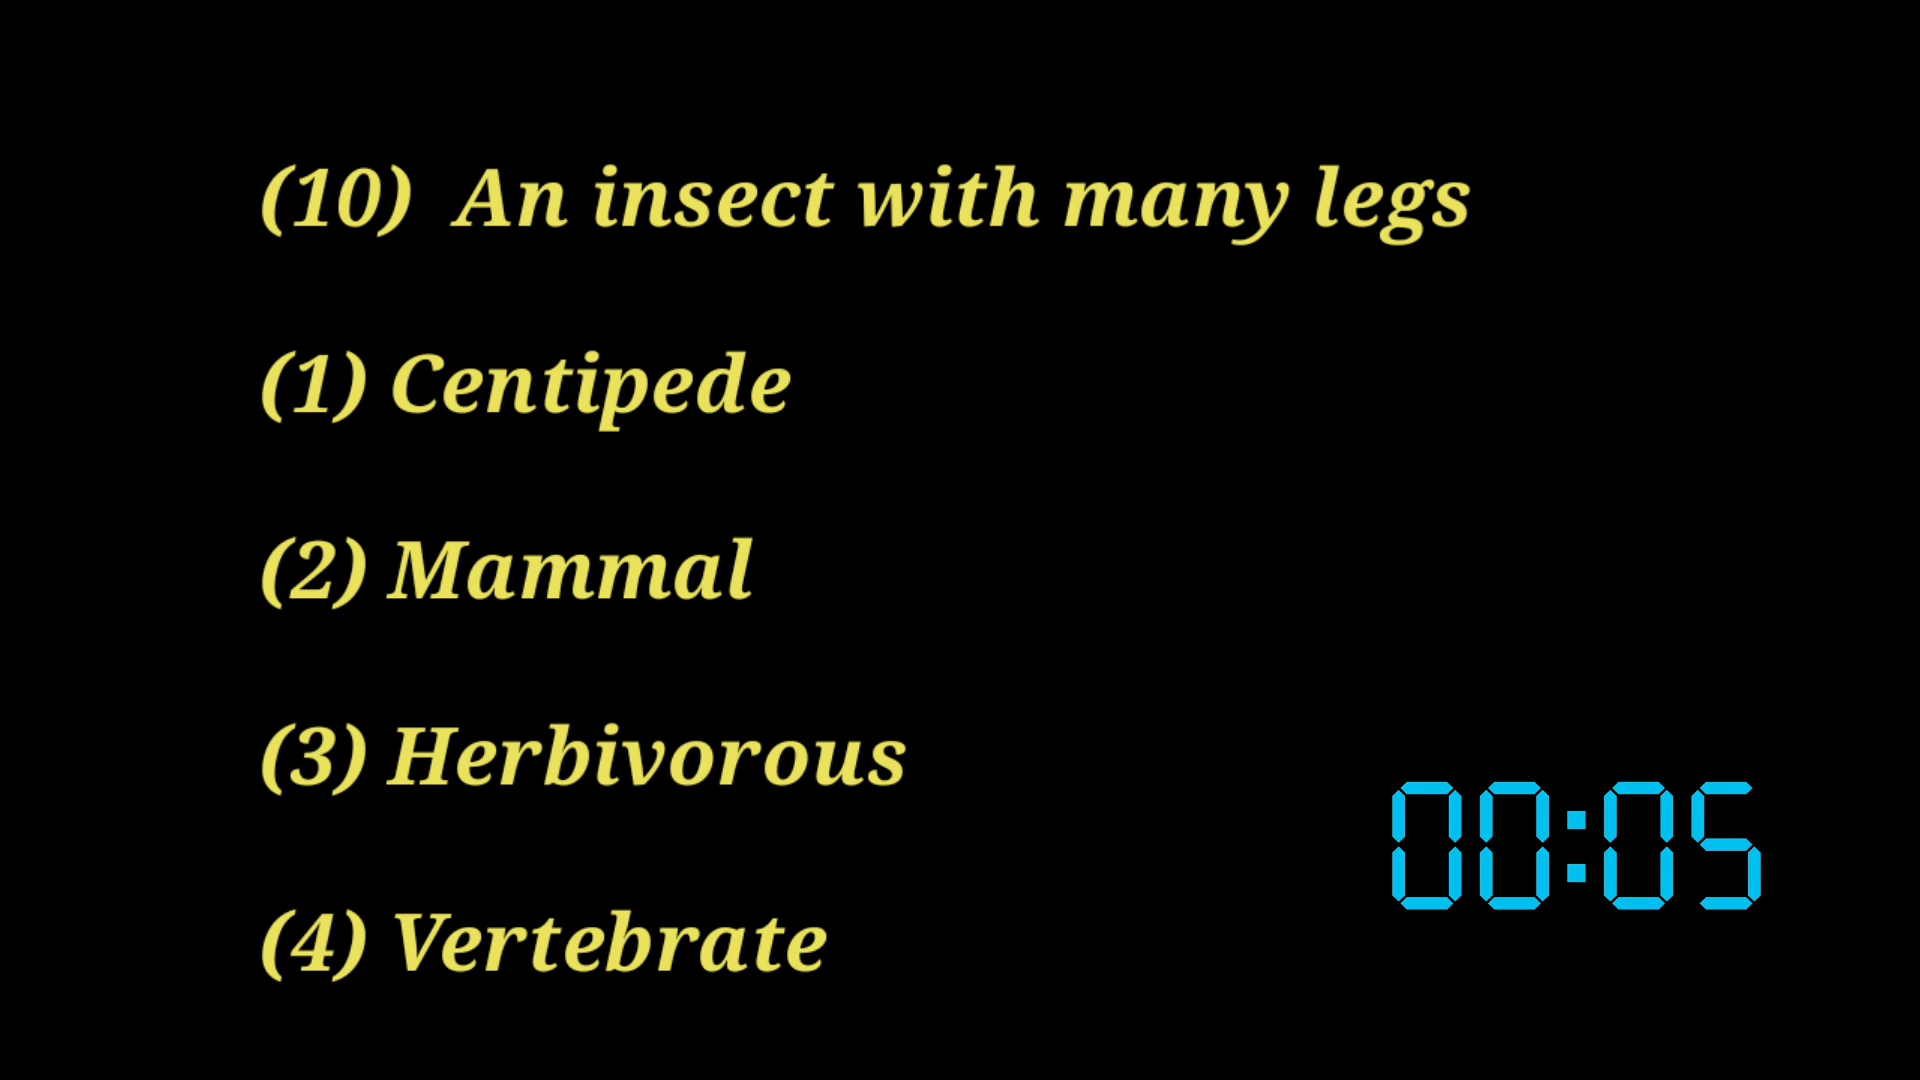 (10) An insect with many legs
(1) Centipede
(2) Mammal
(3) Herbivorous
(4) Vertebrate
00:05